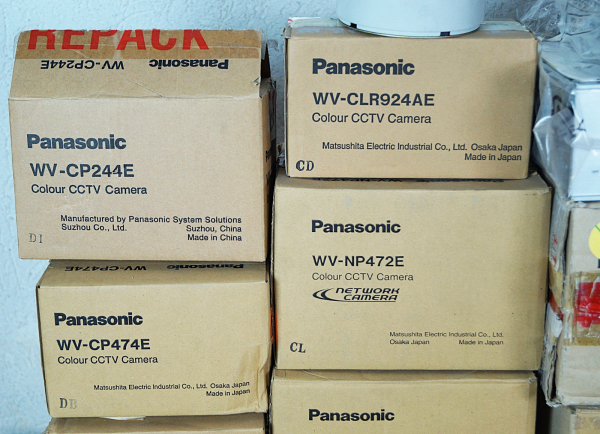 REPACK
WV-CP244E
Panasonic
Panasonic
WV-CP244E
Colour CCTV Camera
Manufactured by Panasonic System Solutions
Suzhou Co., Ltd. Suzhou, China
Made in China
DI
WV-CP474E
Panasonic
WV-CP474E
Colour CCTV Camera
Matsushita Electric Industrial Co., Ltd. Osaka Japan
Made in Japan
DB
Panasonic
WV-CLR924AE
Colour CCTV Camera
Matsushita Electric Industrial Co., Ltd. Osaka Japan
Made in Japan
CD
Panasonic
WV-NP472E
Colour CCTV Camera
NETWORK
CAMERA
Matsushita Electric Industrial Co., Ltd.
Osaka Japan Made in Japan
CL
Panasonic